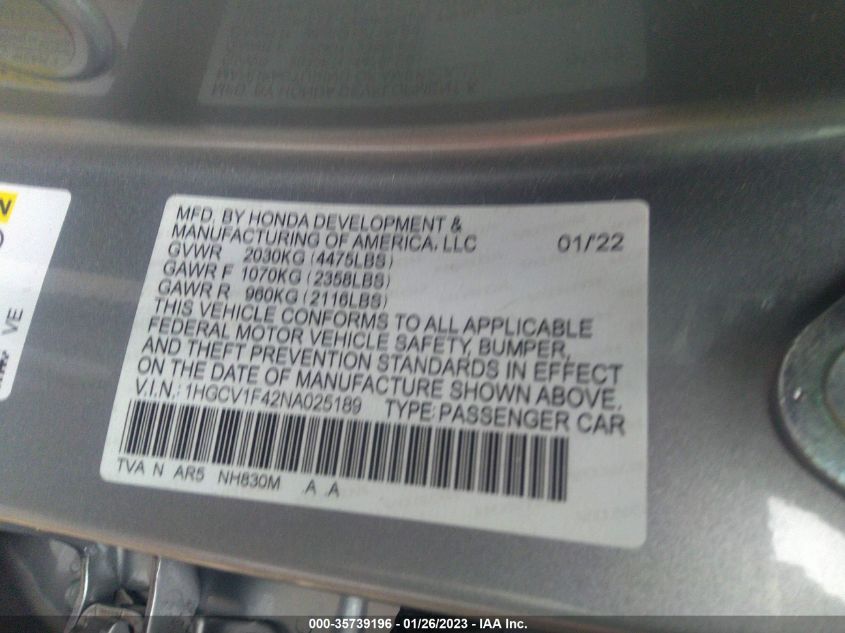 MFD. BY HONDA DEVELOPMENT &
MANUFACTURING OF AMERICA, LLC 01/'22
GVWR 2030KG (4475LBS)
GAWR F 1070KG (2358LBS)
GAWR R 960KG (2116LBS)
THIS VEHICLE CONFORMS TO ALL APPLICABLE
FEDERAL MOTOR VEHICLE SAFETY, BUMPER,
AND THEFT PREVENTION STANDARDS IN EFFECT
ON THE DATE OF MANUFACTURE SHOWN ABOVE.
V.I.N.: 1HGCV1F42NA025189 TYPE: PASSENGER CAR
TVA N AR5 NH830M A .A
VE
000-35739196 - 01/26/2023 - IAA Inc.